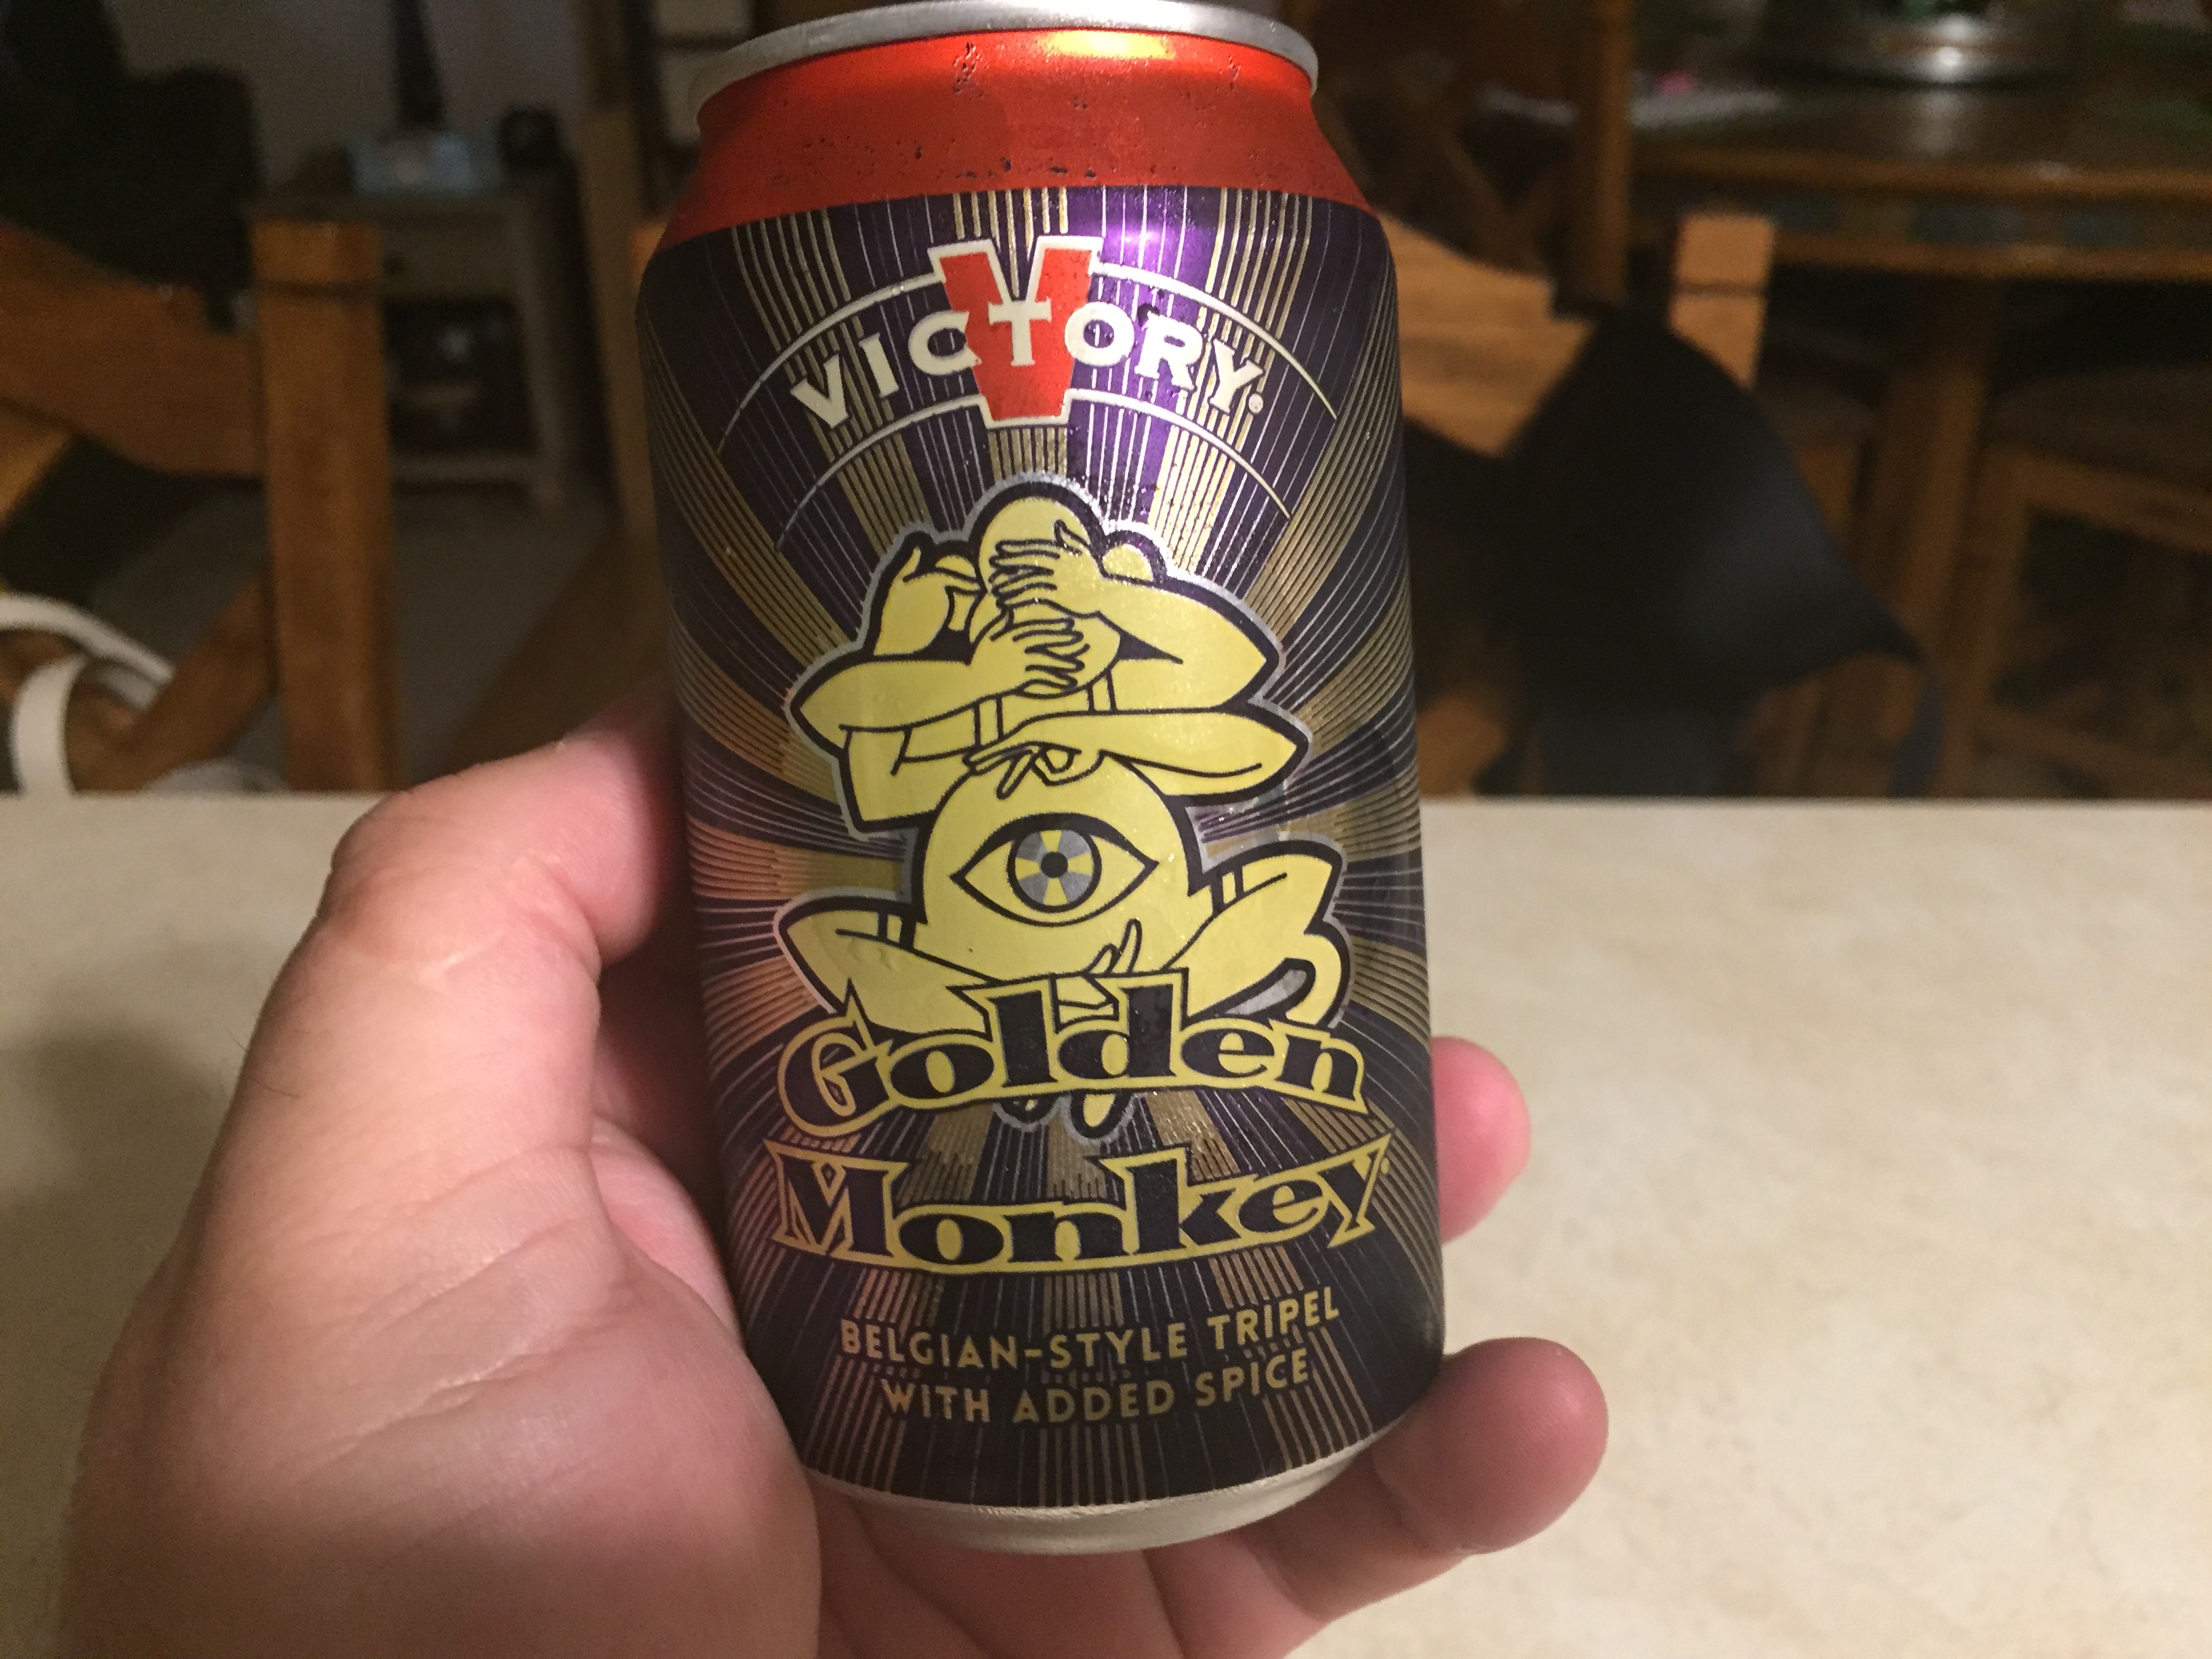 VICTORY
Golden
Monkey
BELGIAN-STYLE TRIPEL
WITH ADDED SPICE